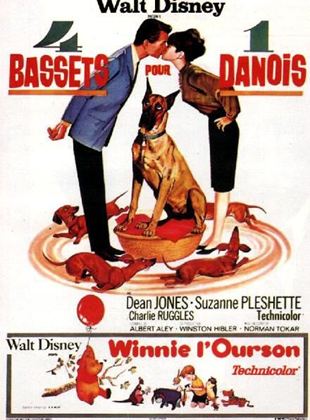 Walt Disney
4 BASSETS POUR 1 DANOIS
Dean JONES - Suzanne PLESHETTE
Charlie RUGGLES Technicolor
ALBERT ALEY · WINSTON HIBLER · NORMAN TOKAR
Walt Disney
Winnie l'Ourson
Technicolor